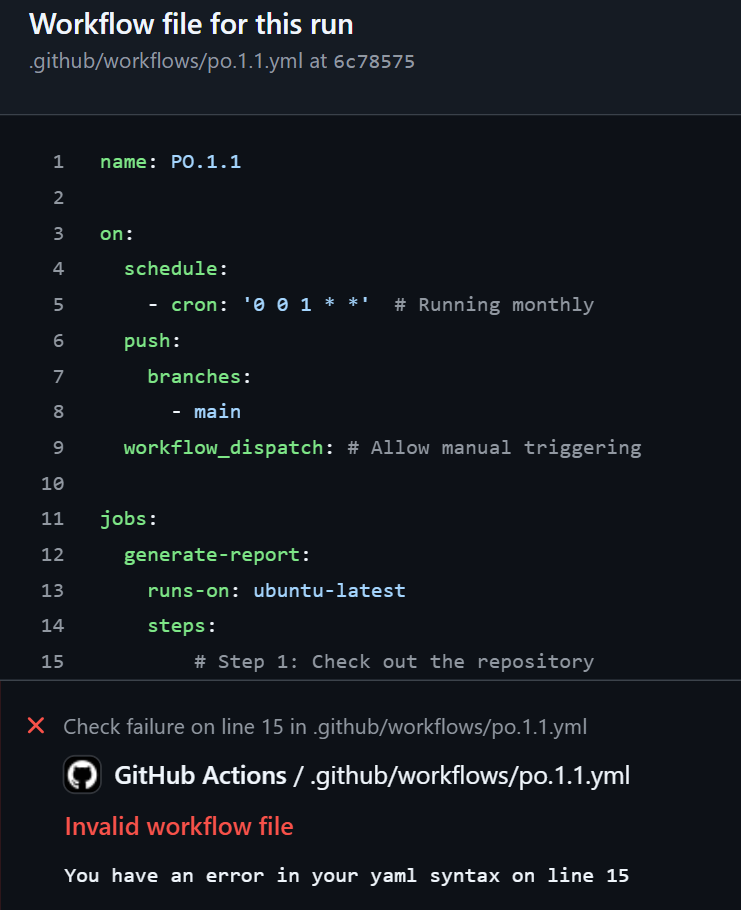 Workflow file for this run
.github/workflows/po.1.1.yml at 6c78575
1 name: PO.1.1
2
3 on:
4 schedule:
5 - cron: '0 0 1 * *' # Running monthly
6 push:
7 branches:
8 - main
9 workflow_dispatch: # Allow manual triggering
10
11 jobs:
12 generate-report:
13 runs-on: ubuntu-latest
14 steps:
15 # Step 1: Check out the repository
Check failure on line 15 in .github/workflows/po.1.1.yml
GitHub Actions / .github/workflows/po.1.1.yml
Invalid workflow file
You have an error in your yaml syntax on line 15